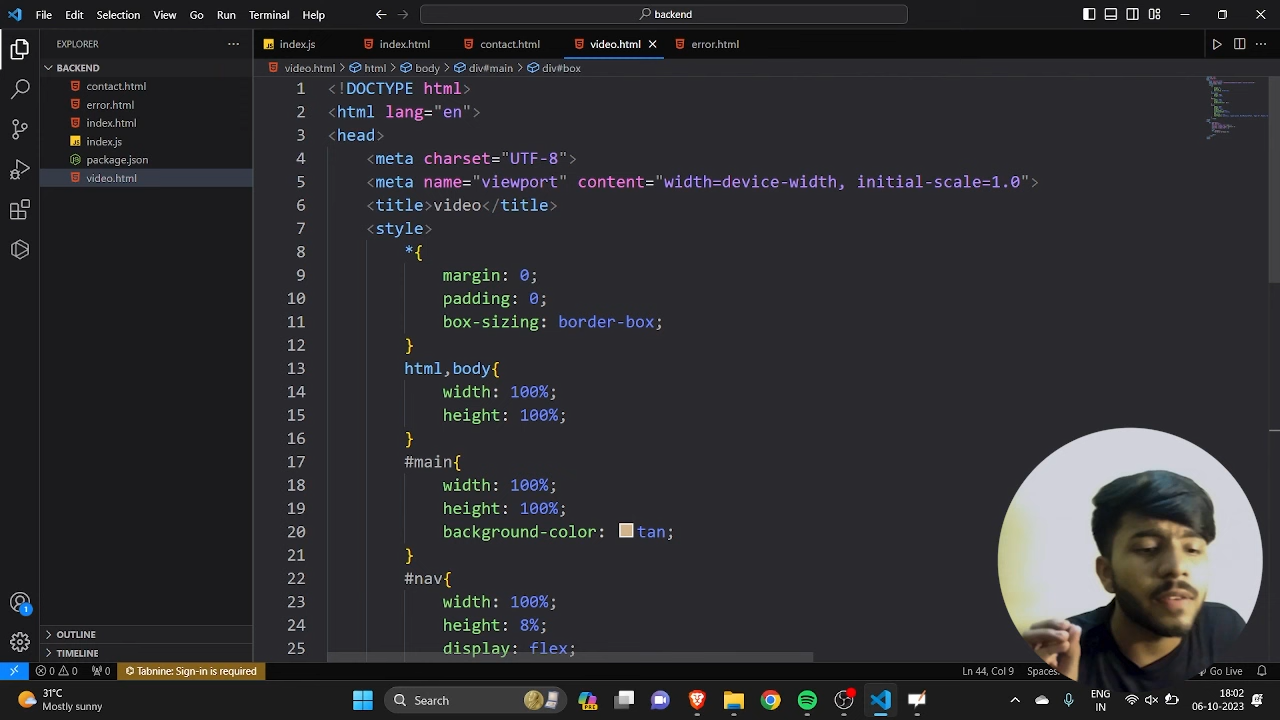 File Edit Selection View Go Run Terminal Help
backend
EXPLORER
BACKEND
contact.html
error.html
index.html
index.js
package.json
video.html
OUTLINE
TIMELINE
index.js index.html contact.html video.html error.html
video.html > html > body > div#main > div#box
1 <!DOCTYPE html>
2 <html lang="en">
3 <head>
4 <meta charset="UTF-8">
5 <meta name="viewport" content="width=device-width, initial-scale=1.0">
6 <title>video</title>
7 <style>
8 *{
9 margin: 0;
10 padding: 0;
11 box-sizing: border-box;
12 }
13 html,body{
14 width: 100%;
15 height: 100%;
16 }
17 #main{
18 width: 100%;
19 height: 100%;
20 background-color: tan;
21 }
22 #nav{
23 width: 100%;
24 height: 8%;
25 display: flex;
1
0 0 0 Tabnine: Sign-in is required Ln 44, Col 9 Spaces: Go Live
31°C
Mostly sunny
Search
PRE
ENG
IN
18:02
06-10-2023